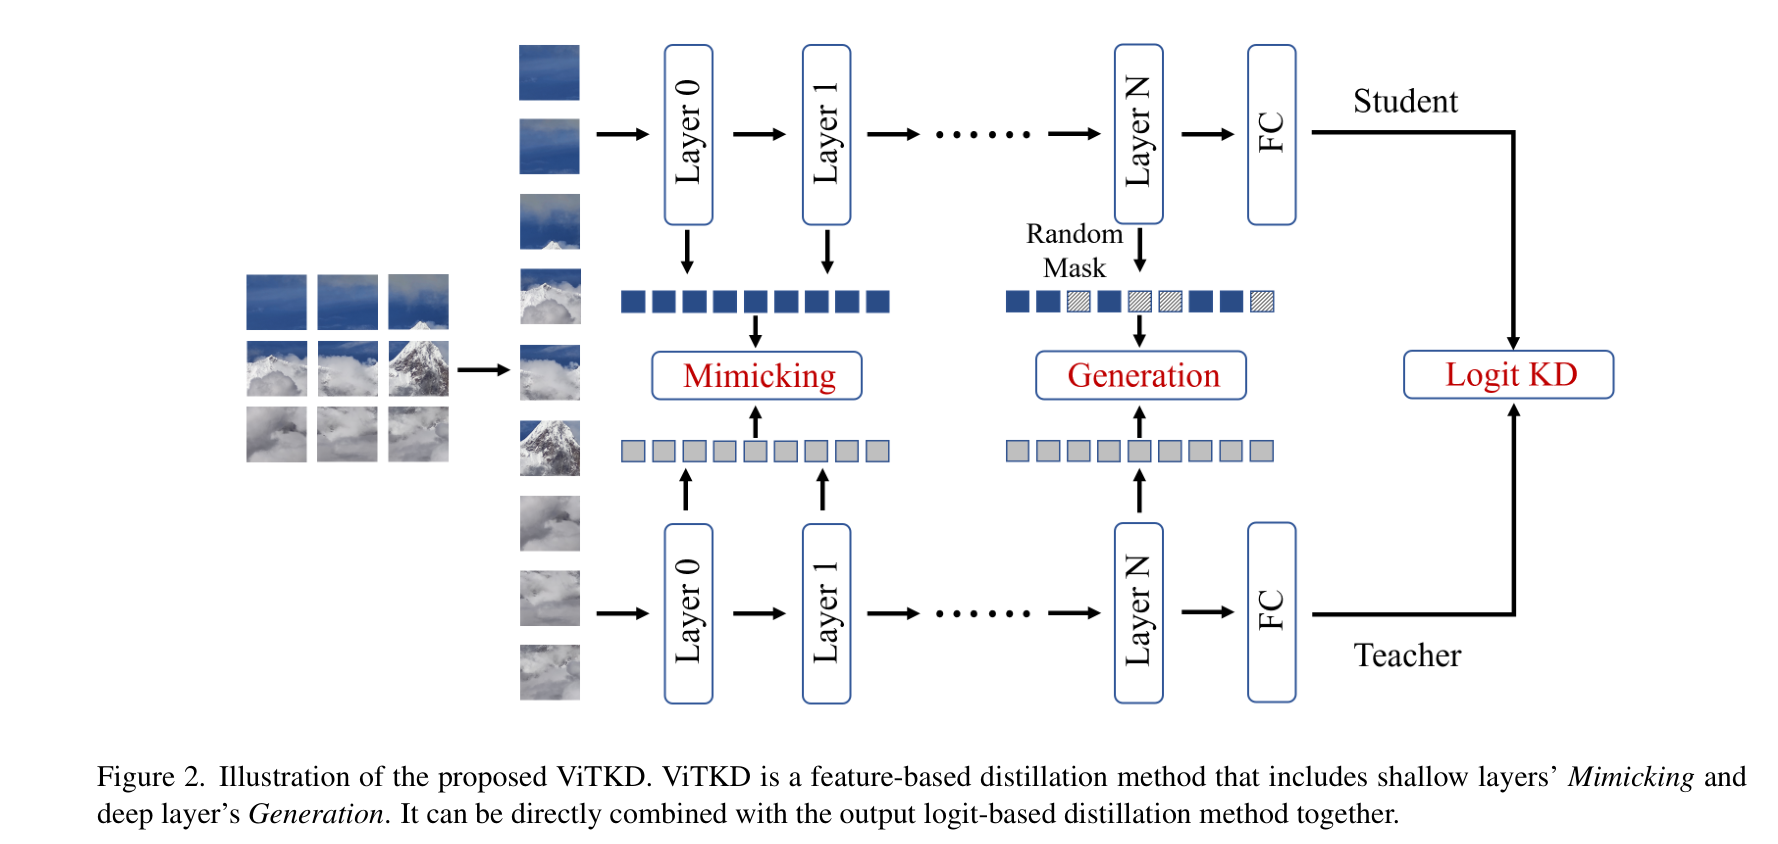 Layer 0
Layer 1
......
Layer N
FC
Student
Random
Mask
Mimicking
Generation
Logit KD
Layer 0
Layer 1
......
Layer N
FC
Teacher
Figure 2. Illustration of the proposed ViTKD. ViTKD is a feature-based distillation method that includes shallow layers’ Mimicking and
deep layer’s Generation. It can be directly combined with the output logit-based distillation method together.